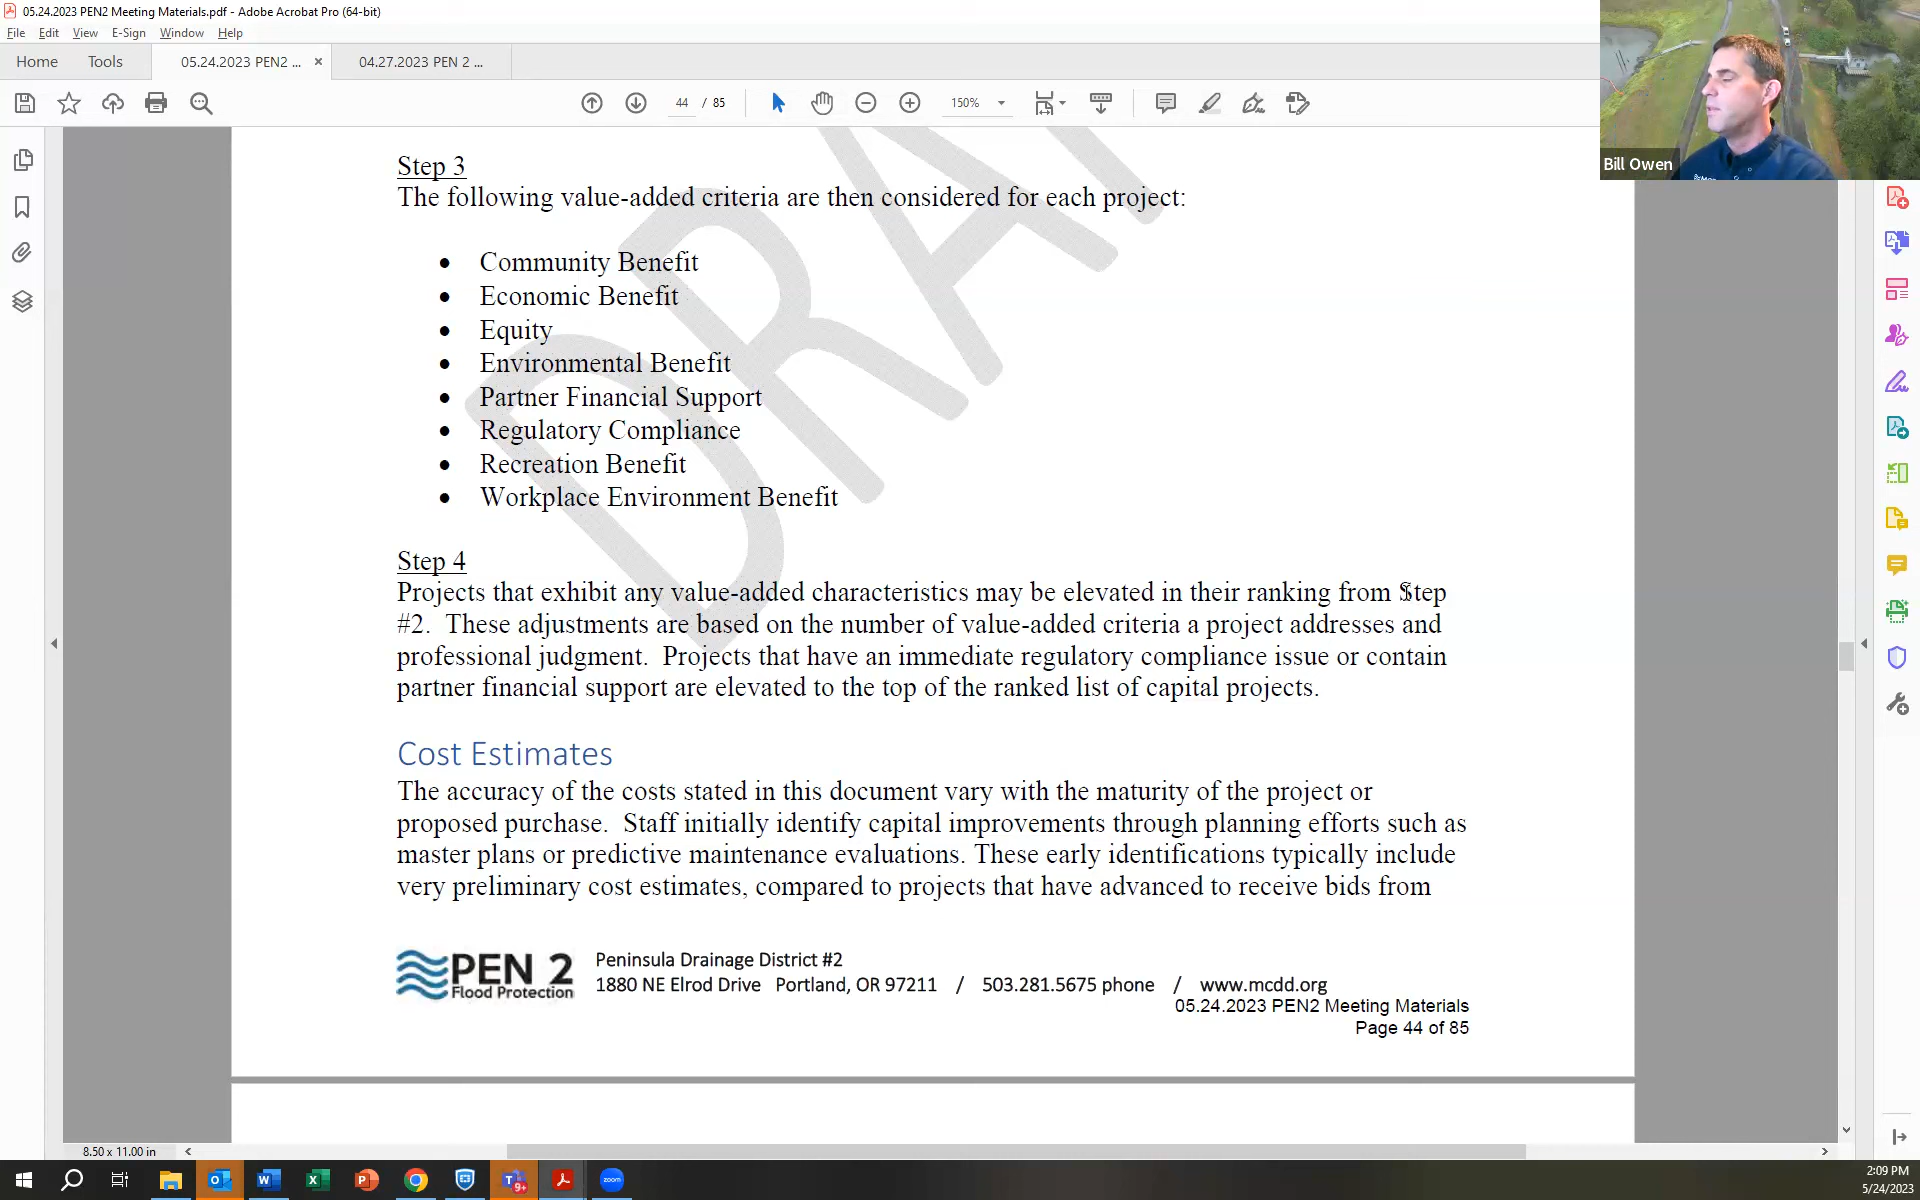 05.24.2023 PEN2 Meeting Materials.pdf - Adobe Acrobat Pro (64-bit)
File Edit View E-Sign Window Help
Home Tools 05.24.2023 PEN2 ... × 04.27.2023 PEN 2 ...
44 / 85 150%
Bill Owen
DRA
Step 3
The following value-added criteria are then considered for each project:
• Community Benefit
• Economic Benefit
• Equity
• Environmental Benefit
• Partner Financial Support
• Regulatory Compliance
• Recreation Benefit
• Workplace Environment Benefit
Step 4
Projects that exhibit any value-added characteristics may be elevated in their ranking from Step
#2. These adjustments are based on the number of value-added criteria a project addresses and
professional judgment. Projects that have an immediate regulatory compliance issue or contain
partner financial support are elevated to the top of the ranked list of capital projects.
Cost Estimates
The accuracy of the costs stated in this document vary with the maturity of the project or
proposed purchase. Staff initially identify capital improvements through planning efforts such as
master plans or predictive maintenance evaluations. These early identifications typically include
very preliminary cost estimates, compared to projects that have advanced to receive bids from
PEN 2
Flood Protection
Peninsula Drainage District #2
1880 NE Elrod Drive Portland, OR 97211 / 503.281.5675 phone / www.mcdd.org
05.24.2023 PEN2 Meeting Materials
Page 44 of 85
8.50 x 11.00 in
9+
zoom
2:09 PM
5/24/2023